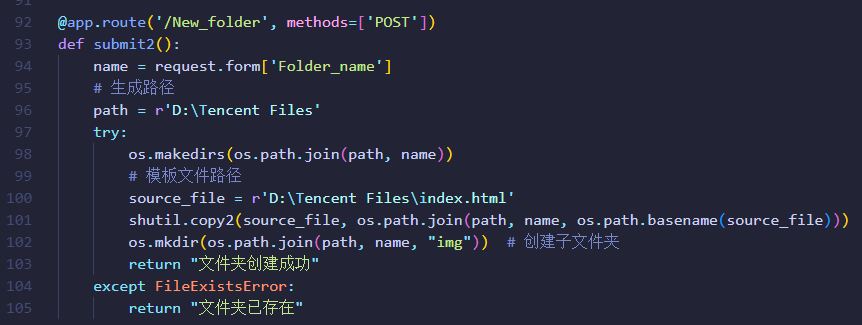 91
92 @app.route('/New_folder', methods=['POST'])
93 def submit2():
94     name = request.form['Folder_name']
95     # 生成路径
96     path = r'D:\Tencent Files'
97     try:
98         os.makedirs(os.path.join(path, name))
99         # 模板文件路径
100         source_file = r'D:\Tencent Files\index.html'
101         shutil.copy2(source_file, os.path.join(path, name, os.path.basename(source_file)))
102         os.mkdir(os.path.join(path, name, "img"))  # 创建子文件夹
103         return "文件夹创建成功"
104     except FileExistsError:
105         return "文件夹已存在"